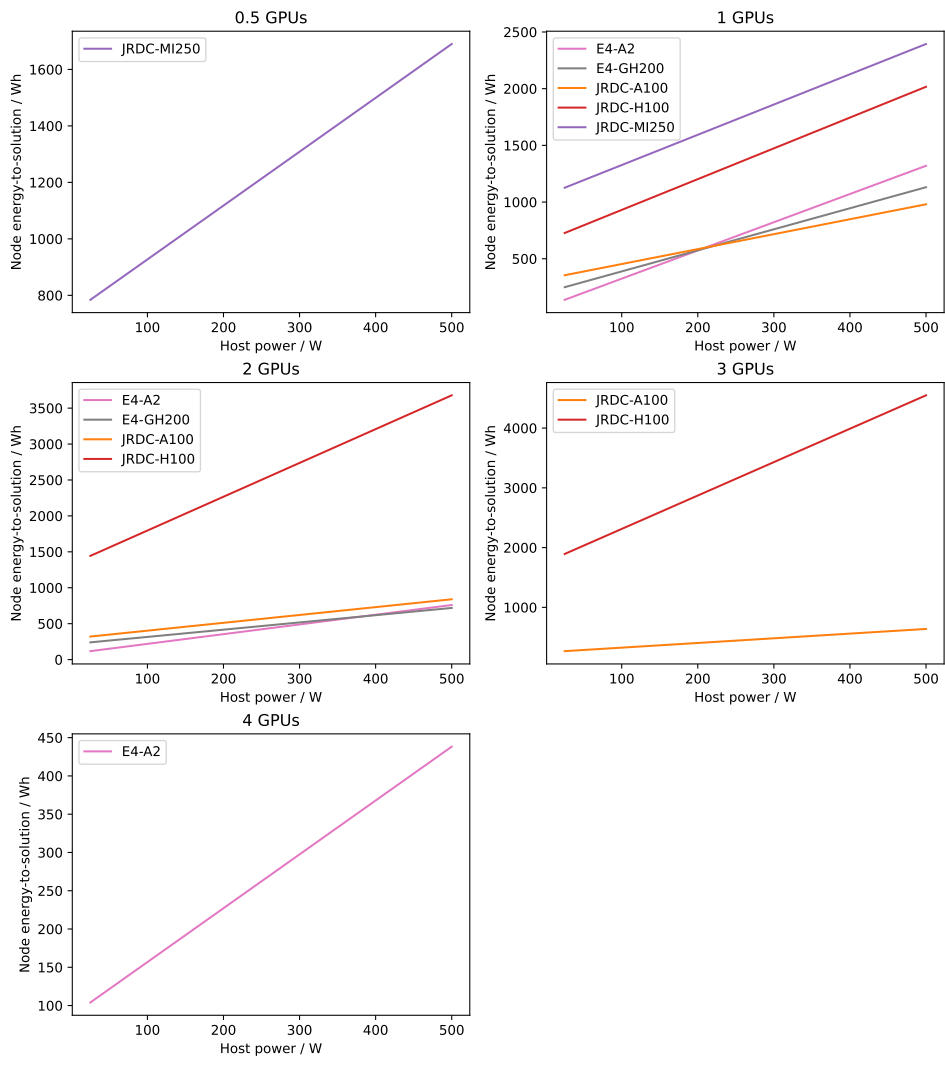 0.5 GPUs
Node energy-to-solution / Wh
1600
1400
1200
1000
800
JRDC-MI250
100 200 300 400 500
Host power / W
1 GPUs
Node energy-to-solution / Wh
2500
2000
1500
1000
500
E4-A2
E4-GH200
JRDC-A100
JRDC-H100
JRDC-MI250
100 200 300 400 500
Host power / W
2 GPUs
Node energy-to-solution / Wh
3500
3000
2500
2000
1500
1000
500
0
E4-A2
E4-GH200
JRDC-A100
JRDC-H100
100 200 300 400 500
Host power / W
3 GPUs
Node energy-to-solution / Wh
4000
3000
2000
1000
JRDC-A100
JRDC-H100
100 200 300 400 500
Host power / W
4 GPUs
Node energy-to-solution / Wh
450
400
350
300
250
200
150
100
E4-A2
100 200 300 400 500
Host power / W